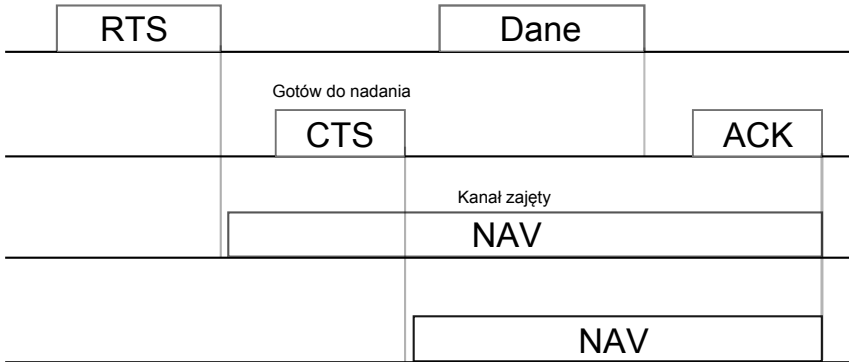 RTS
Dane
Gotów do nadania
CTS
ACK
Kanał zajęty
NAV
NAV